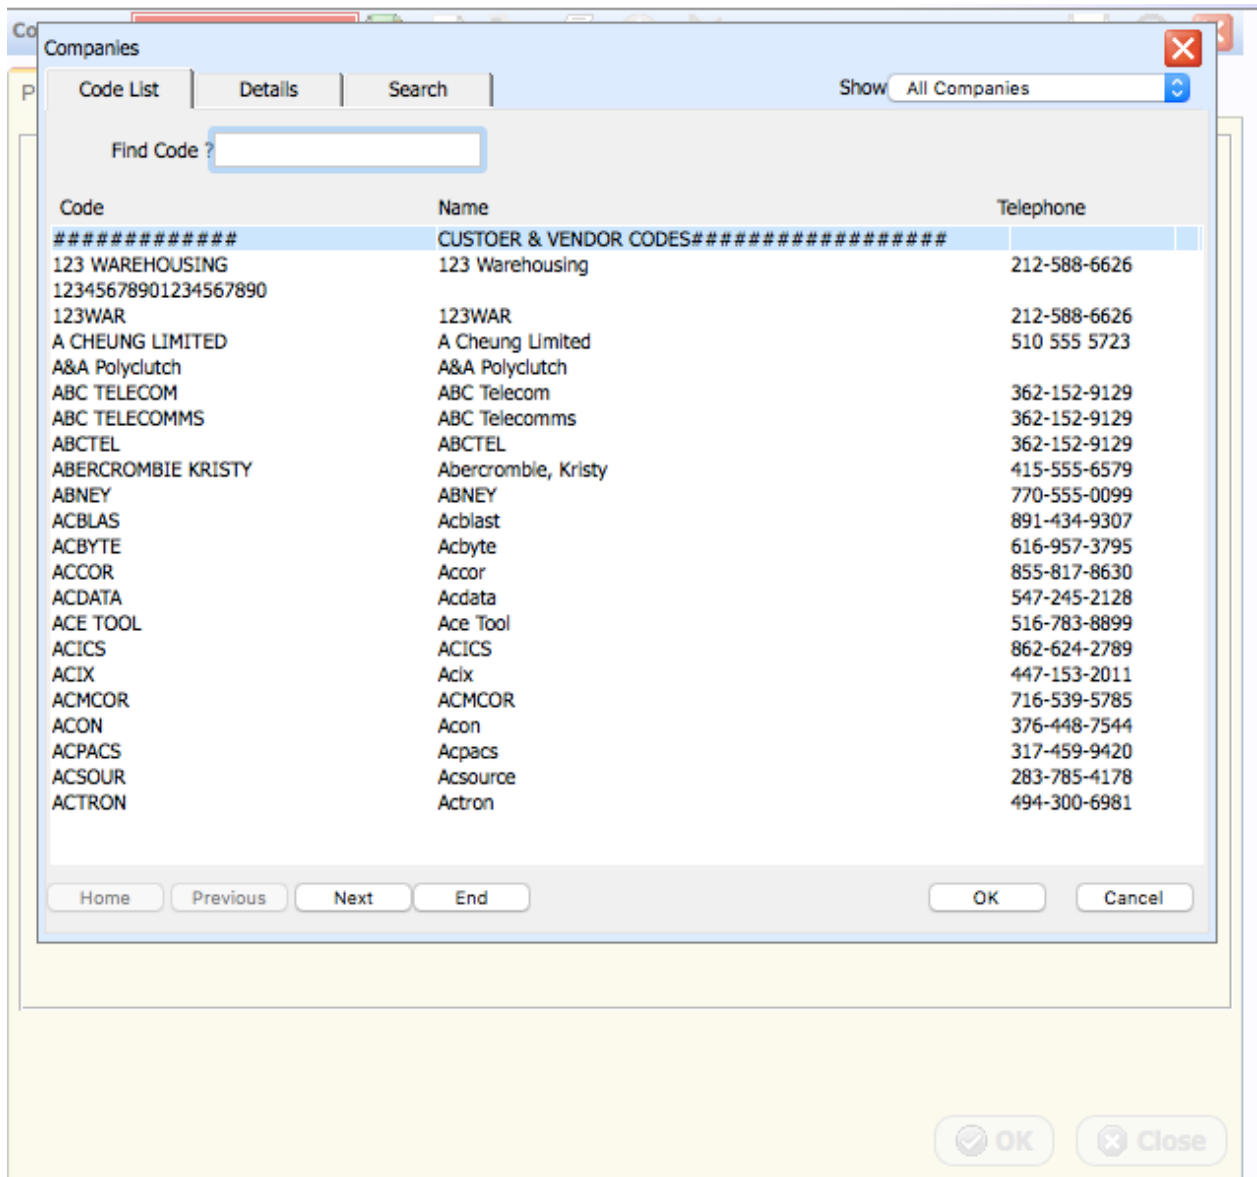 Co
Companies
Code List Details Search Show All Companies
P
Find Code ?
Code Name Telephone
############# CUSTOER & VENDOR CODES##################
123 WAREHOUSING 123 Warehousing 212-588-6626
12345678901234567890
123WAR 123WAR 212-588-6626
A CHEUNG LIMITED A Cheung Limited 510 555 5723
A&A Polyclutch A&A Polyclutch
ABC TELECOM ABC Telecom 362-152-9129
ABC TELECOMMS ABC Telecomms 362-152-9129
ABCTEL ABCTEL 362-152-9129
ABERCROMBIE KRISTY Abercrombie, Kristy 415-555-6579
ABNEY ABNEY 770-555-0099
ACBLAS Acblast 891-434-9307
ACBYTE Acbyte 616-957-3795
ACCOR Accor 855-817-8630
ACDATA Acdata 547-245-2128
ACE TOOL Ace Tool 516-783-8899
ACICS ACICS 862-624-2789
ACIX Acix 447-153-2011
ACMCOR ACMCOR 716-539-5785
ACON Acon 376-448-7544
ACPACS Acpacs 317-459-9420
ACSOUR Acsource 283-785-4178
ACTRON Actron 494-300-6981
Home Previous Next End OK Cancel
OK Close